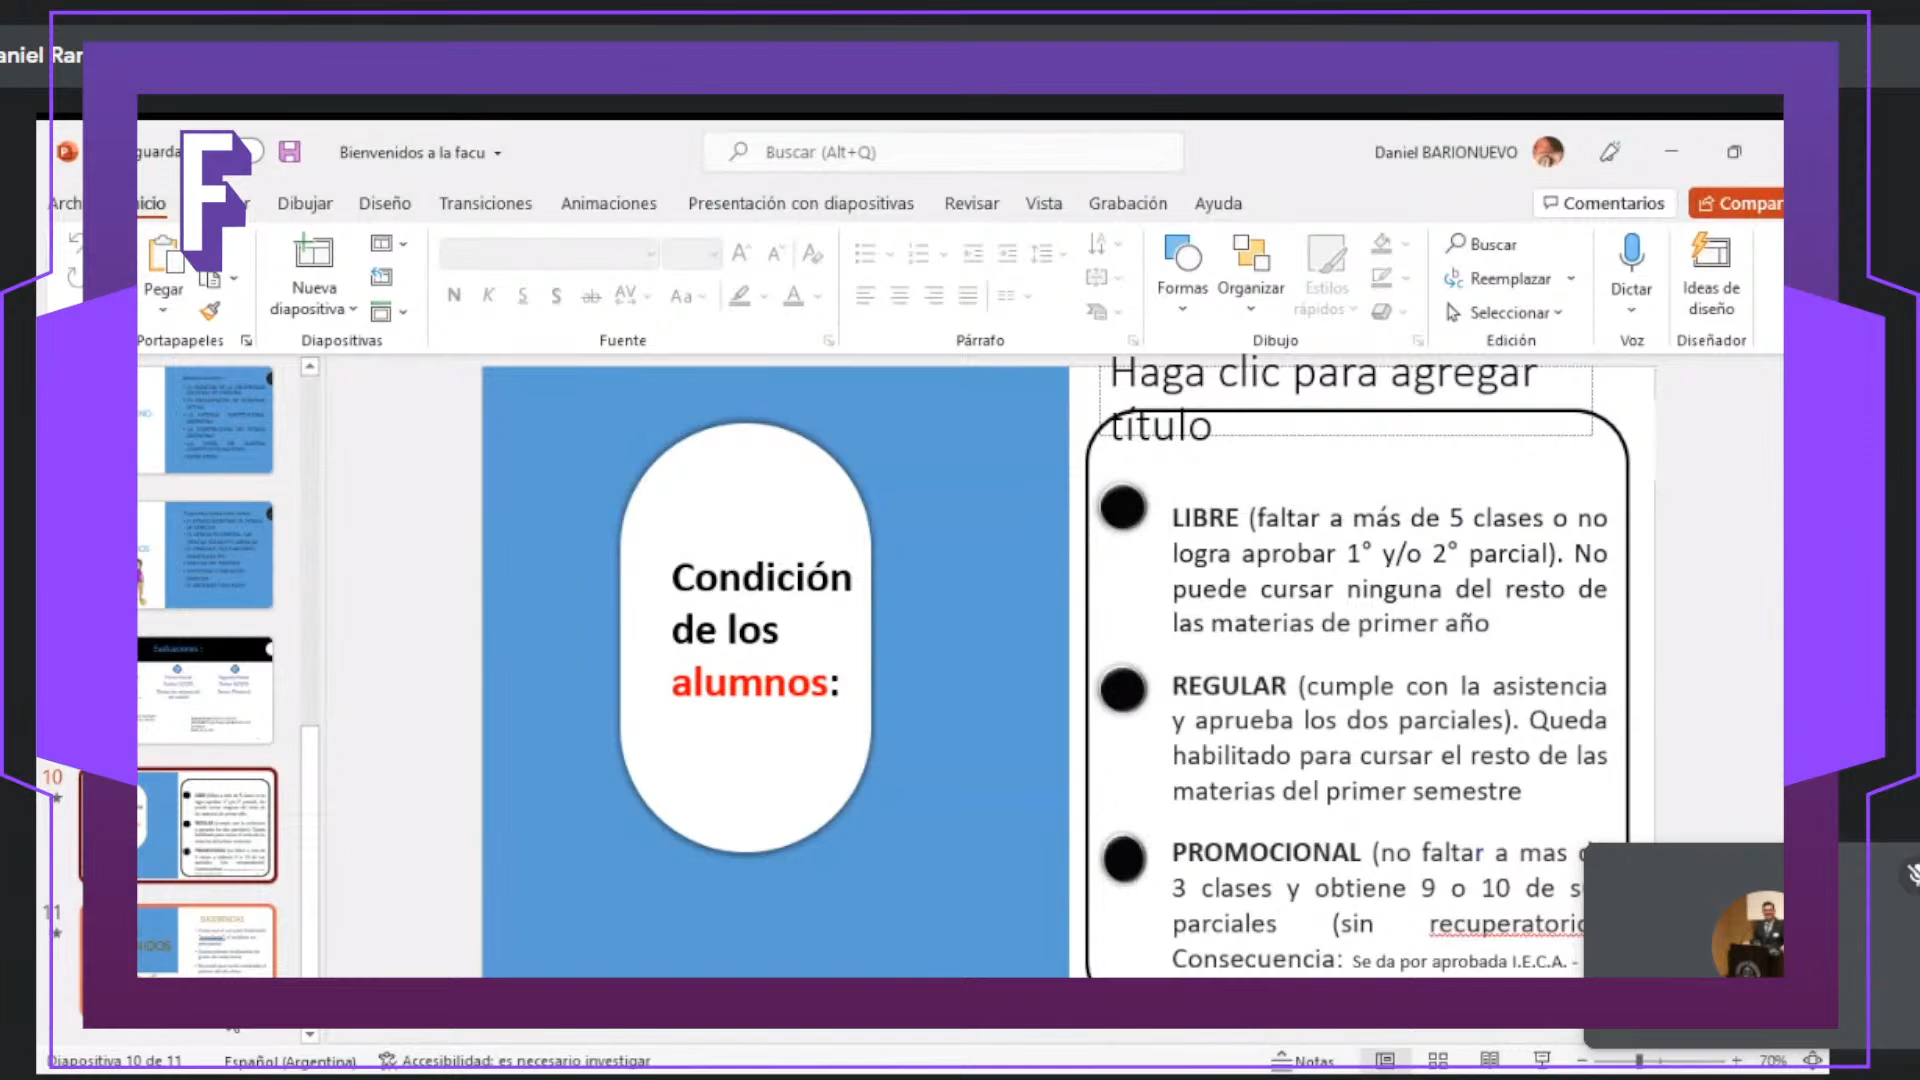 aniel Rar
guarda
Bienvenidos a la facu
Buscar (Alt+Q)
Daniel BARIONUEVO
Arch
nicio
r
Dibujar
Diseño
Transiciones
Animaciones
Presentación con diapositivas
Revisar
Vista
Grabación
Ayuda
Comentarios
Compar
F
Pegar
Nueva
diapositiva
N K S S ab AV Aa A
Formas
Organizar
Estilos
rápidos
Buscar
Reemplazar
Seleccionar
Dictar
Ideas de
diseño
Portapapeles
Diapositivas
Fuente
Párrafo
Dibujo
Edición
Voz
Diseñador
Haga clic para agregar
título
Condición
de los
alumnos:
LIBRE (faltar a más de 5 clases o no
logra aprobar 1° y/o 2° parcial). No
puede cursar ninguna del resto de
las materias de primer año
REGULAR (cumple con la asistencia
y aprueba los dos parciales). Queda
habilitado para cursar el resto de las
materias del primer semestre
PROMOCIONAL (no faltar a mas d
3 clases y obtiene 9 o 10 de s
parciales (sin recuperatorio
Consecuencia: Se da por aprobada I.E.C.A. -
10
11
SUGERENCIAS
Diapositiva 10 de 11
Español (Argentina)
Accesibilidad: es necesario investigar
Notas
70%